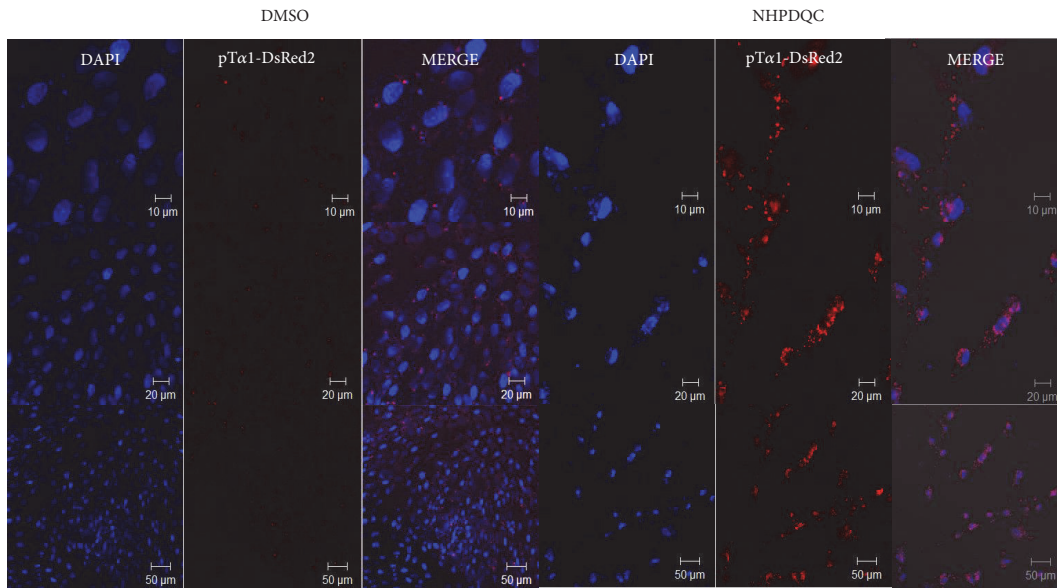 DMSO NHPDQC
DAPI pTα1-DsRed2 MERGE DAPI pTα1-DsRed2 MERGE
10 μm 10 μm 10 μm 10 μm 10 μm 10 μm
20 μm 20 μm 20 μm 20 μm 20 μm 20 μm
50 μm 50 μm 50 μm 50 μm 50 μm 50 μm